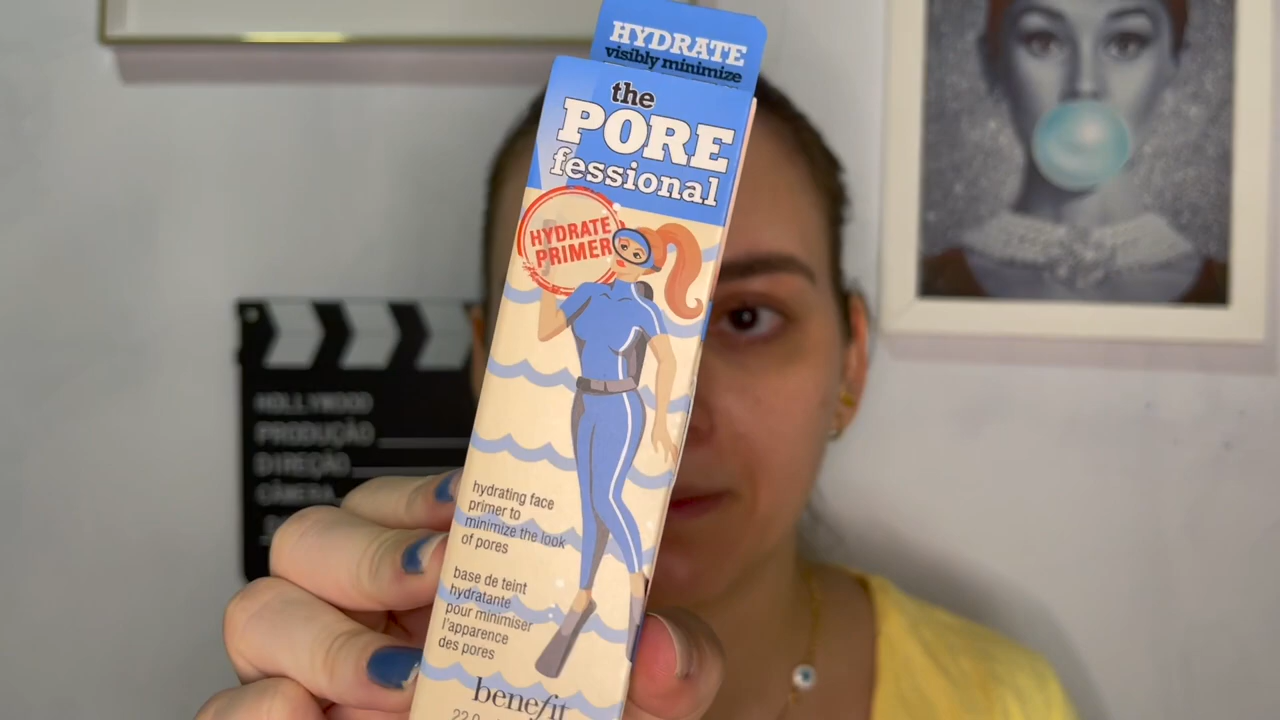 HYDRATE
visibly minimize
the
PORE
fessional
HYDRATE
PRIMER
hydrating face
primer to
minimize the look
of pores
base de teint
hydratante
pour minimiser
l'apparence
des pores
benefit
HOLLYWOOD
PRODUÇÃO
DIREÇÃO
CÂMERA